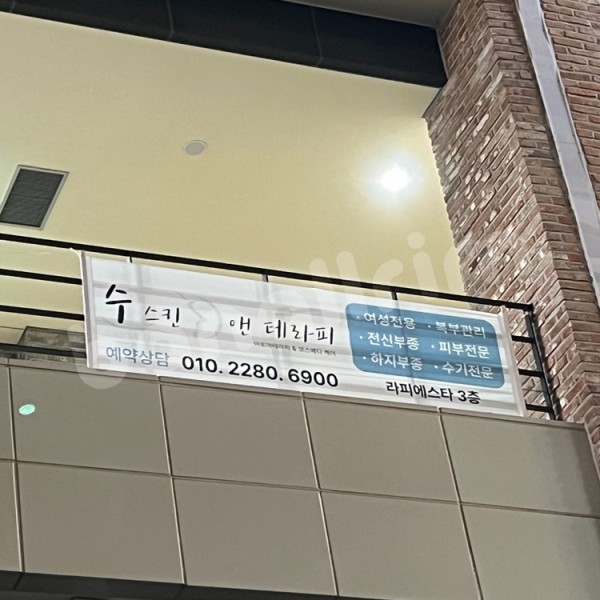 수 스킨 앤 테라피
예약상담 010. 2280. 6900
· 여성전용 · 복부관리
· 전신부종 · 피부전문
· 하지부종 · 수기전문
라피에스타 3층